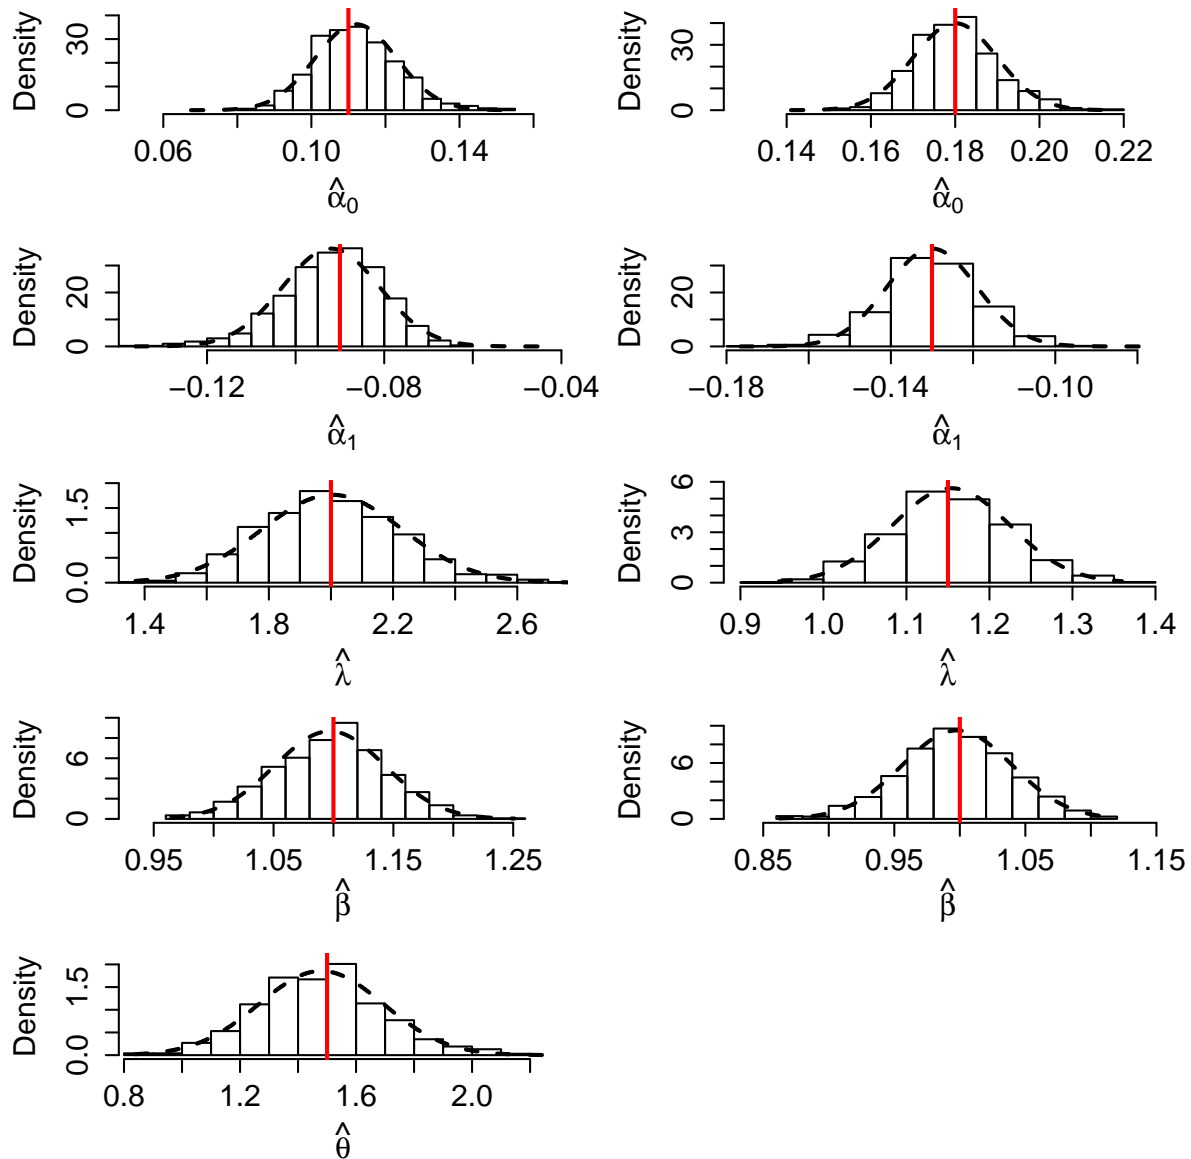 Density
0
30
0.06 0.10 0.14
α̂₀
Density
0
30
0.14 0.16 0.18 0.20 0.22
α̂₀
Density
0
20
−0.12 −0.08 −0.04
α̂₁
Density
0
20
−0.18 −0.14 −0.10
α̂₁
Density
0.0
1.5
1.4 1.8 2.2 2.6
λ̂
Density
0
3
6
0.9 1.0 1.1 1.2 1.3 1.4
λ̂
Density
0
6
0.95 1.05 1.15 1.25
β̂
Density
0
6
0.85 0.95 1.05 1.15
β̂
Density
0.0
1.5
0.8 1.2 1.6 2.0
θ̂